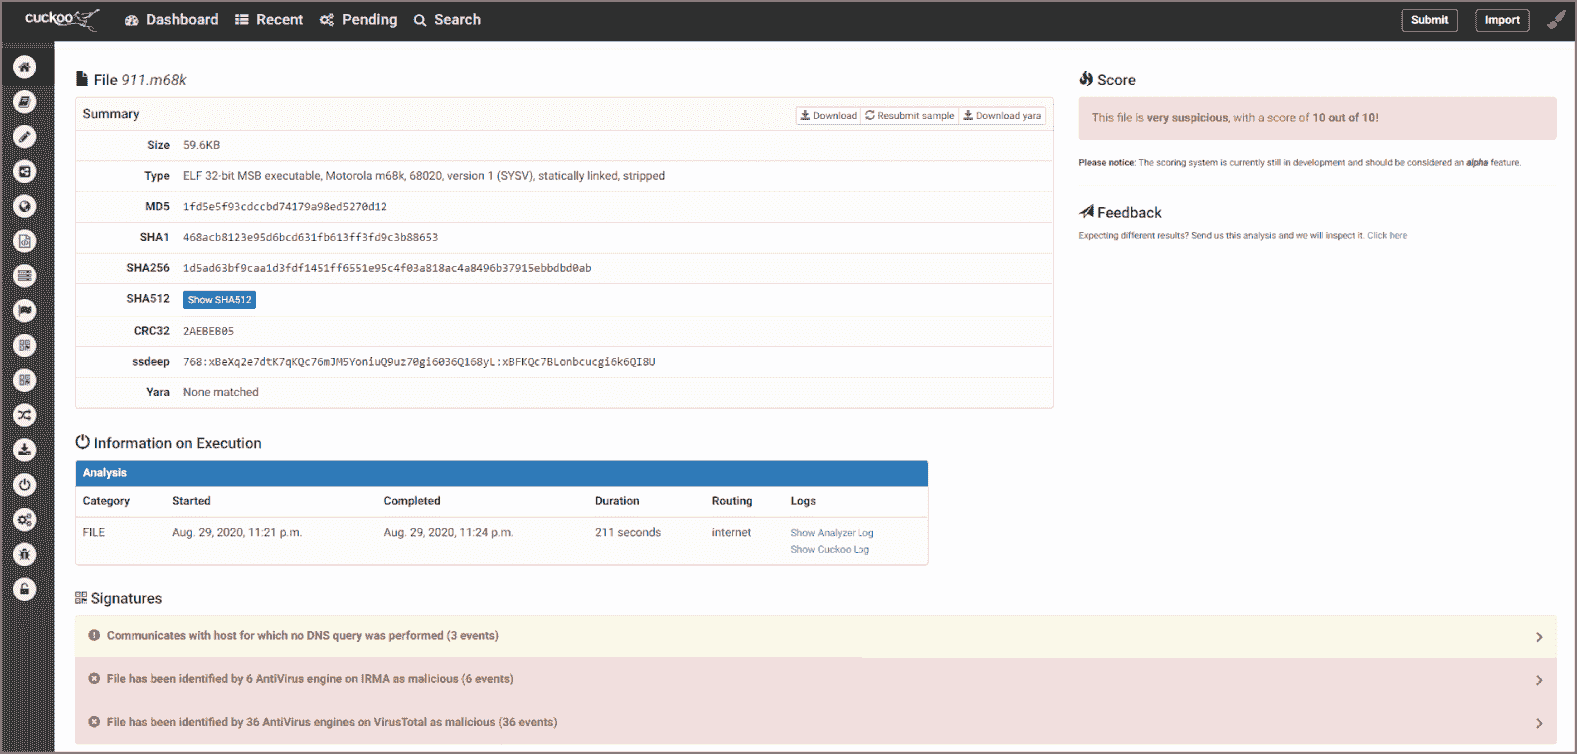 cuckoo Dashboard Recent Pending Search Submit Import
File 911.m68k
Summary Download Resubmit sample Download yara
Size 59.6KB
Type ELF 32-bit MSB executable, Motorola m68k, 68020, version 1 (SYSV), statically linked, stripped
MD5 1fd5e5f93cdccbd74179a98ed5270d12
SHA1 468acb8123e95d6bcd631fb613ff3fd9c3b88653
SHA256 1d5ad63bf9caa1d3fdf1451ff6551e95c4f03a818ac4a8496b37915ebbdbd0ab
SHA512 Show SHA512
CRC32 2AEBEB05
ssdeep 768:xBeXq2e7dtK7qKQc76mJM5YoniuQ9uz70gi6036Q168yL:xBFKQc7BLonbcucgi6k6QI8U
Yara None matched
Score
This file is very suspicious, with a score of 10 out of 10!
Please notice: The scoring system is currently still in development and should be considered an alpha feature.
Feedback
Expecting different results? Send us this analysis and we will inspect it. Click here
Information on Execution
Analysis
Category Started Completed Duration Routing Logs
FILE Aug. 29, 2020, 11:21 p.m. Aug. 29, 2020, 11:24 p.m. 211 seconds internet Show Analyzer Log
Show Cuckoo Log
Signatures
Communicates with host for which no DNS query was performed (3 events)
File has been identified by 6 AntiVirus engine on IRMA as malicious (6 events)
File has been identified by 36 AntiVirus engines on VirusTotal as malicious (36 events)